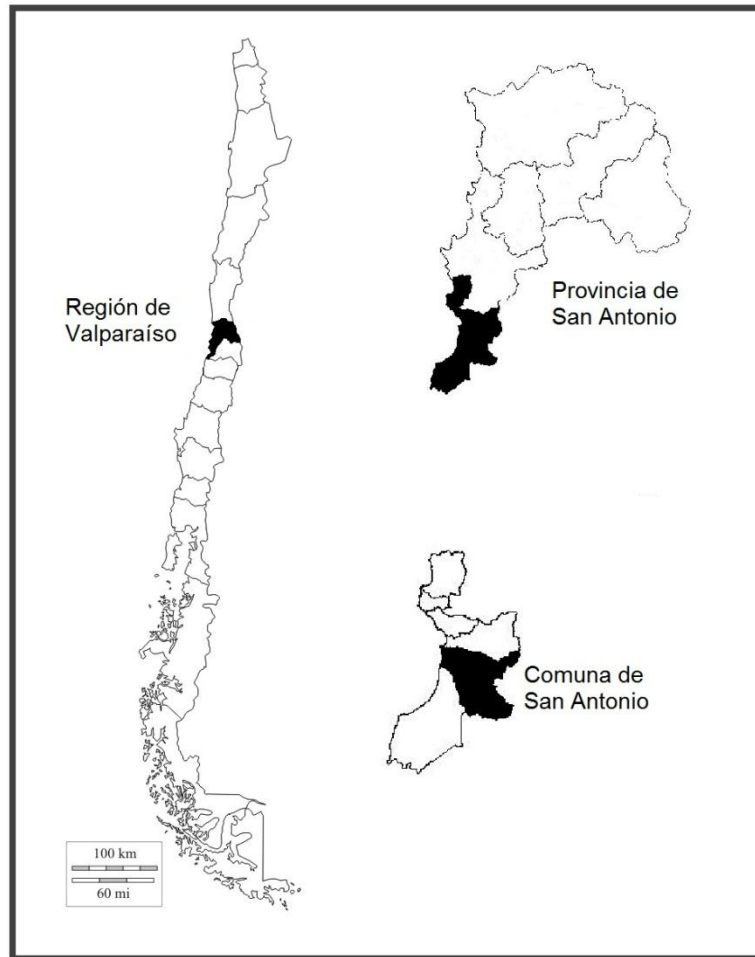 Región de
Valparaíso
Provincia de
San Antonio
Comuna de
San Antonio
100 km
60 mi